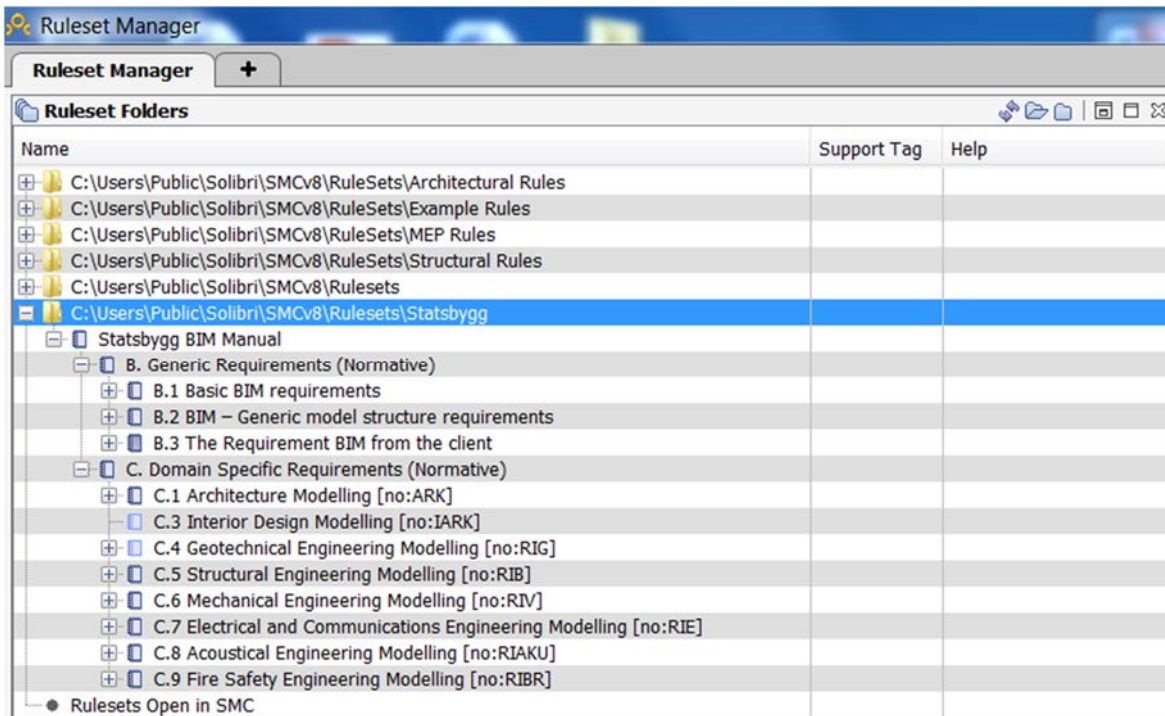 Ruleset Manager
Ruleset Manager
Ruleset Folders
Name Support Tag Help
C:\Users\Public\Solibri\SMCv8\RuleSets\Architectural Rules
C:\Users\Public\Solibri\SMCv8\RuleSets\Example Rules
C:\Users\Public\Solibri\SMCv8\RuleSets\MEP Rules
C:\Users\Public\Solibri\SMCv8\RuleSets\Structural Rules
C:\Users\Public\Solibri\SMCv8\Rulesets
C:\Users\Public\Solibri\SMCv8\Rulesets\Statsbygg
Statsbygg BIM Manual
B. Generic Requirements (Normative)
B.1 Basic BIM requirements
B.2 BIM – Generic model structure requirements
B.3 The Requirement BIM from the client
C. Domain Specific Requirements (Normative)
C.1 Architecture Modelling [no:ARK]
C.3 Interior Design Modelling [no:IARK]
C.4 Geotechnical Engineering Modelling [no:RIG]
C.5 Structural Engineering Modelling [no:RIB]
C.6 Mechanical Engineering Modelling [no:RIV]
C.7 Electrical and Communications Engineering Modelling [no:RIE]
C.8 Acoustical Engineering Modelling [no:RIAKU]
C.9 Fire Safety Engineering Modelling [no:RIBR]
Rulesets Open in SMC